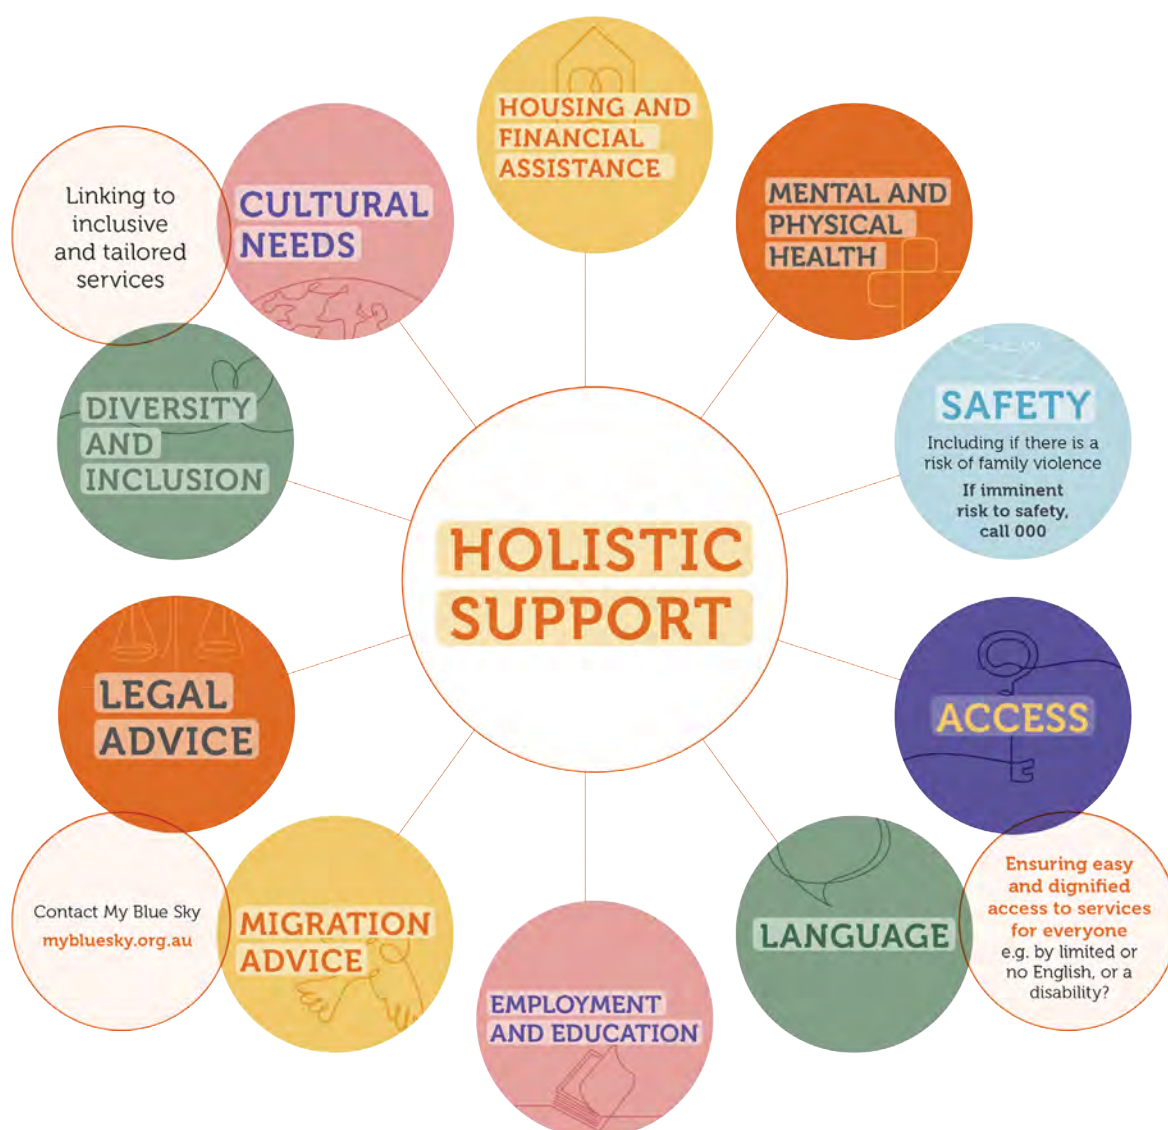 HOUSING AND
FINANCIAL
ASSISTANCE
MENTAL AND
PHYSICAL
HEALTH
SAFETY
Including if there is a
risk of family violence
If imminent
risk to safety,
call 000
ACCESS
Ensuring easy
and dignified
access to services
for everyone
e.g. by limited or
no English, or a
disability?
LANGUAGE
EMPLOYMENT
AND EDUCATION
MIGRATION
ADVICE
Contact My Blue Sky
mybluesky.org.au
LEGAL
ADVICE
DIVERSITY
AND
INCLUSION
Linking to
inclusive
and tailored
services
CULTURAL
NEEDS
HOLISTIC
SUPPORT